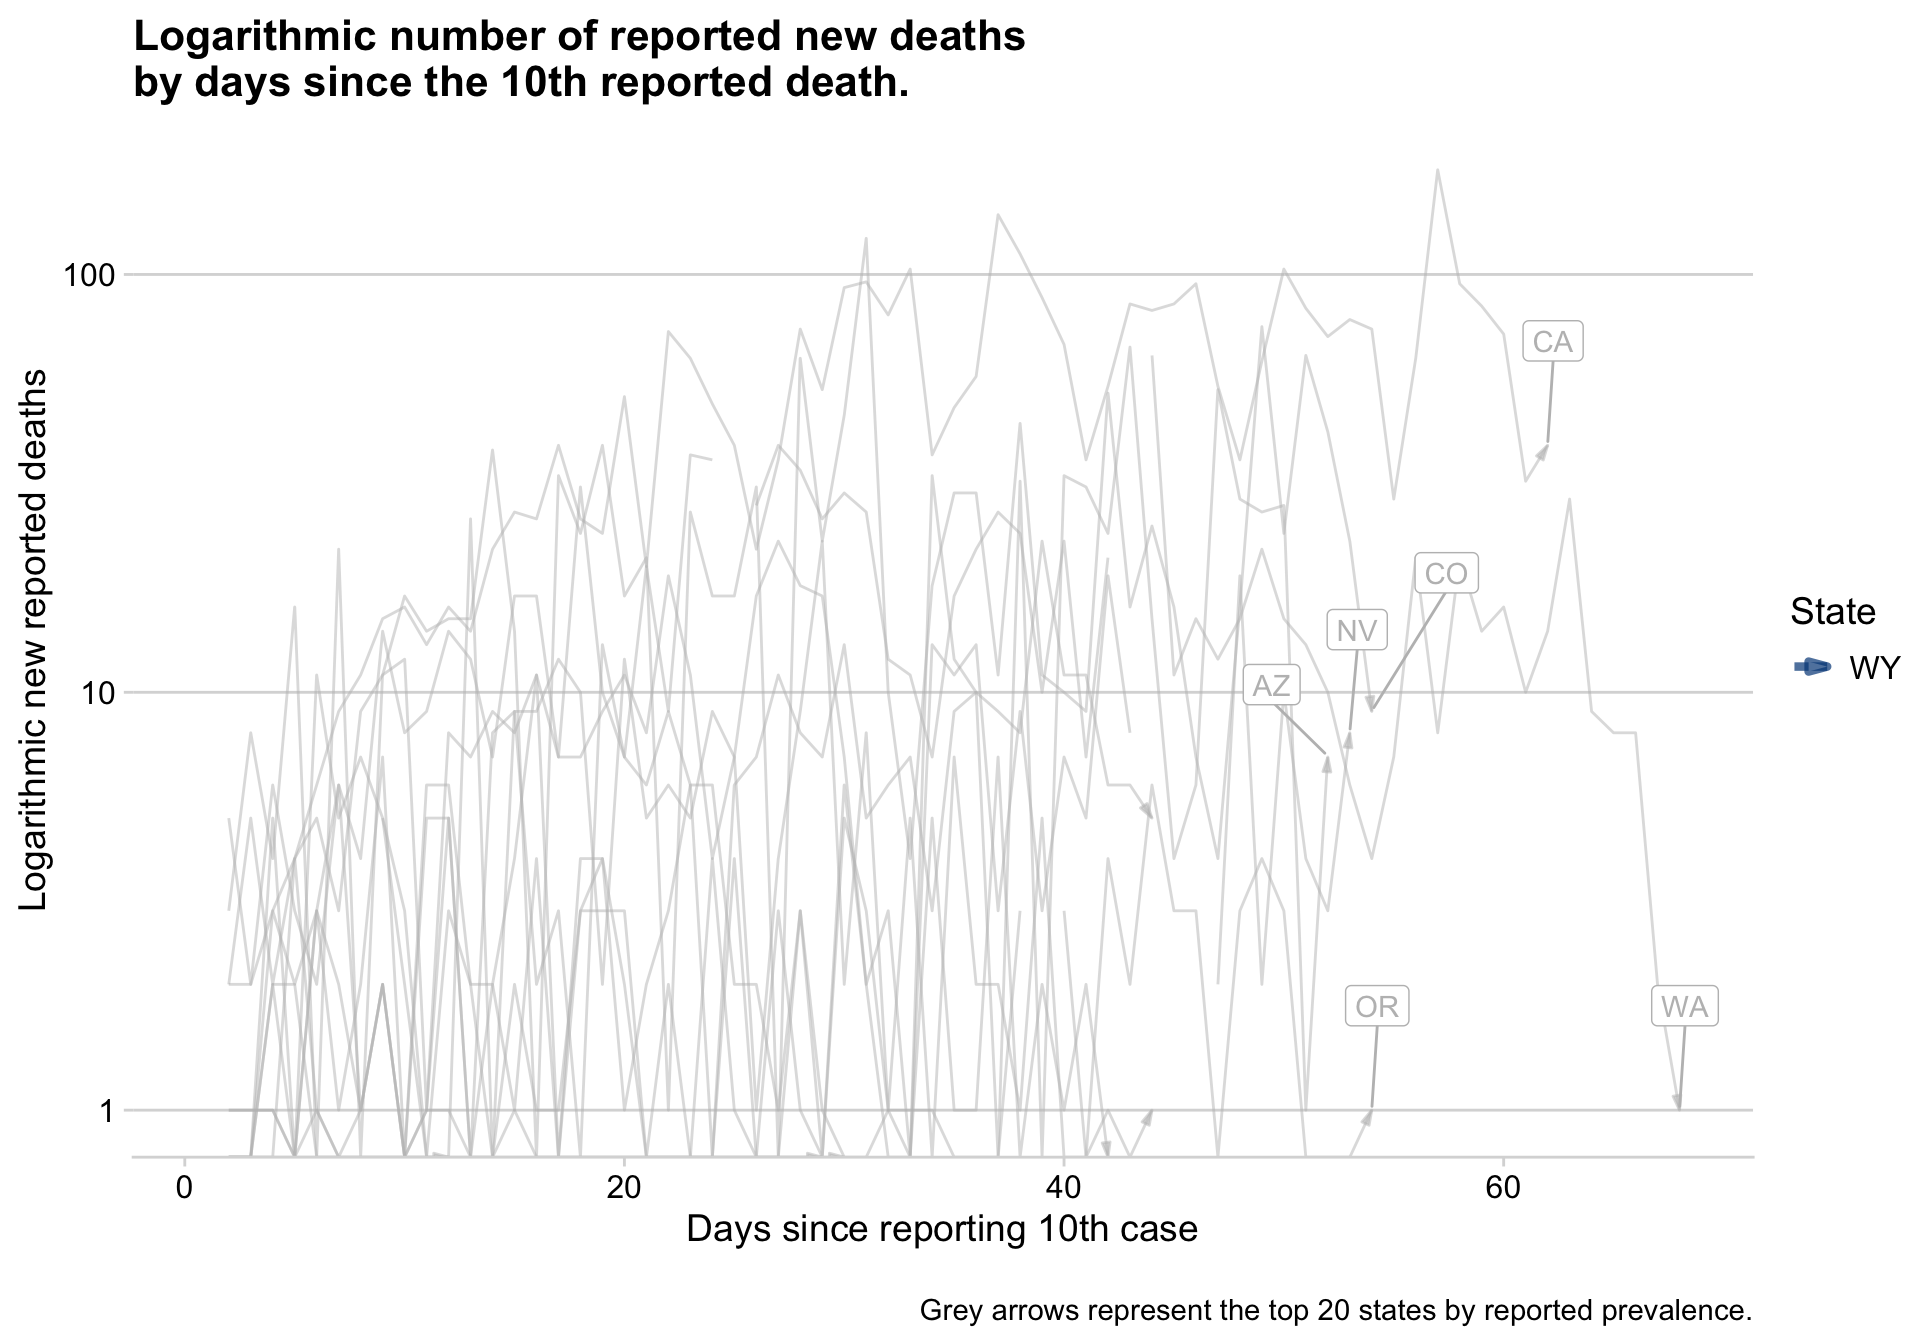 Logarithmic number of reported new deaths
by days since the 10th reported death.
Logarithmic new reported deaths
100
10
1
CA
CO
NV
AZ
OR
WA
State
WY
0
20
40
60
Days since reporting 10th case
Grey arrows represent the top 20 states by reported prevalence.